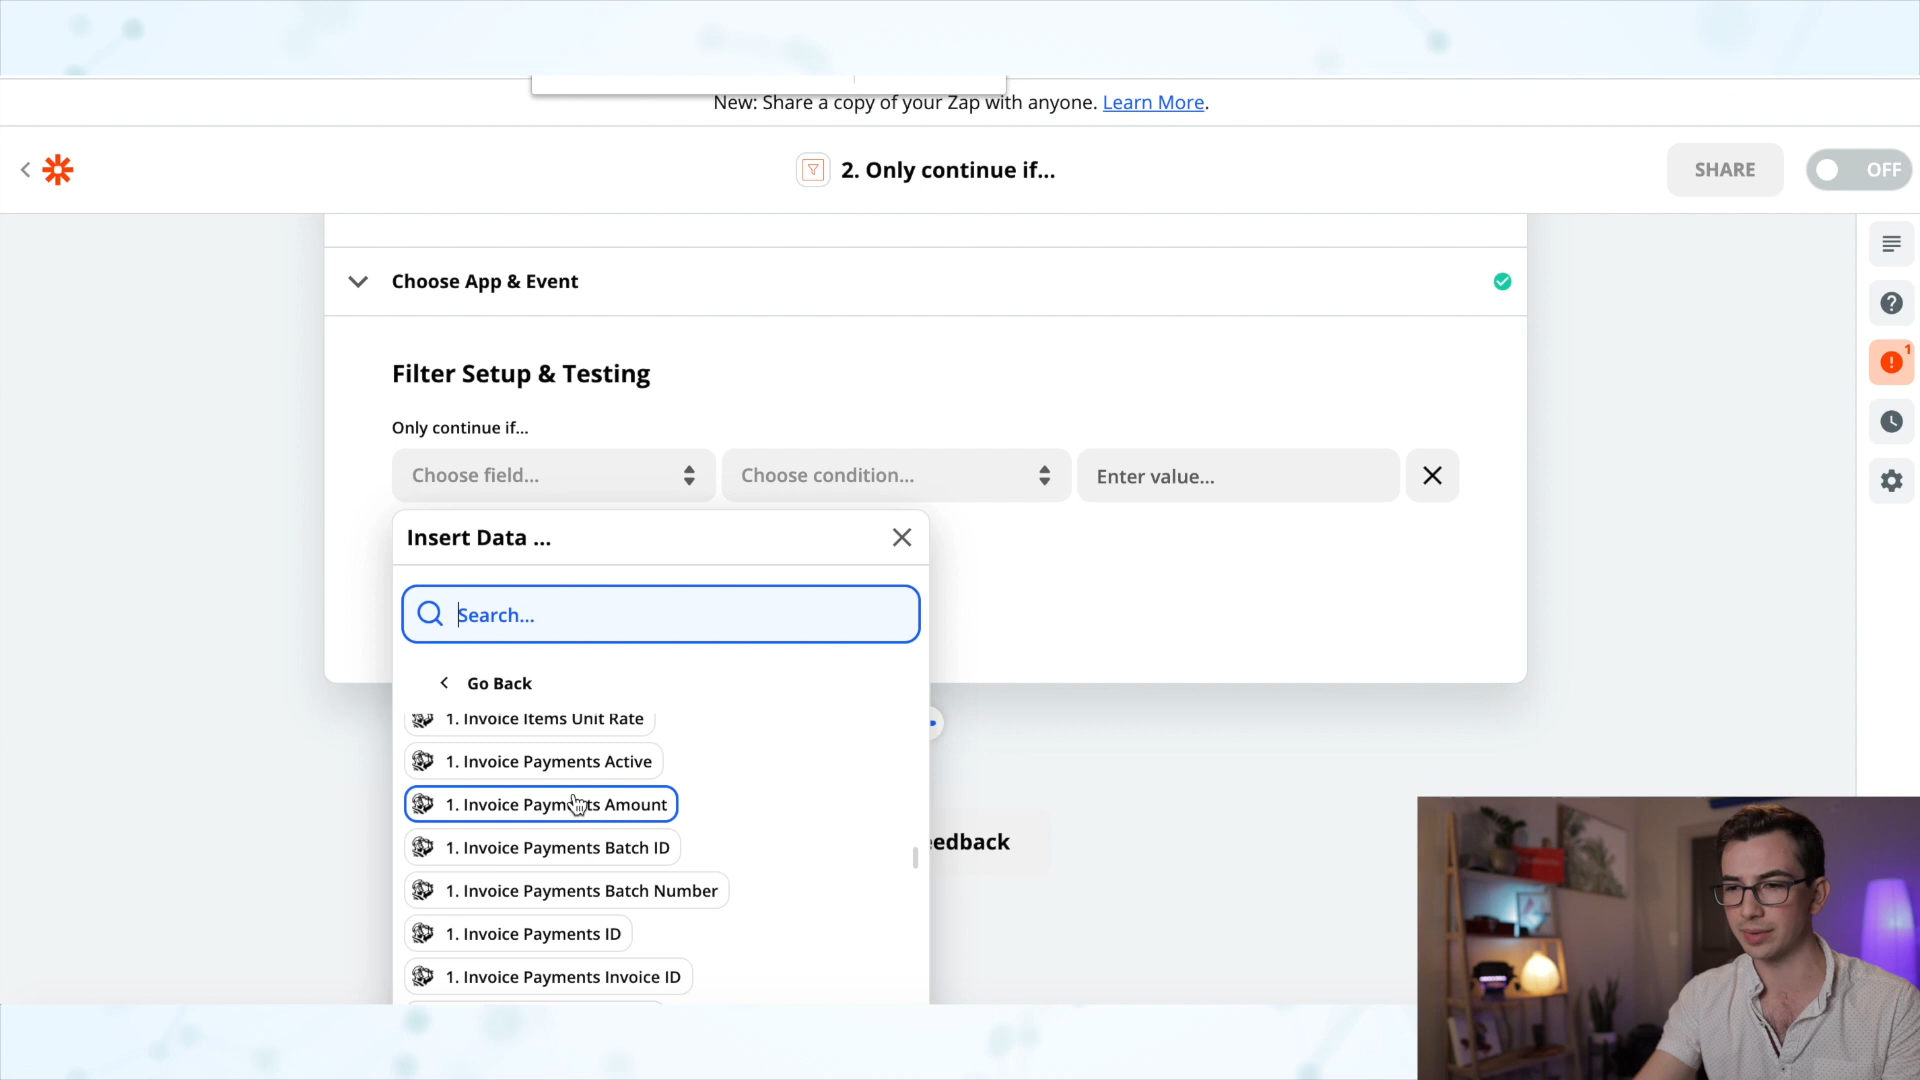 New: Share a copy of your Zap with anyone. Learn More.
2. Only continue if...
SHARE
OFF
Choose App & Event
1
Filter Setup & Testing
Only continue if...
Choose field...
Choose condition...
Enter value...
Insert Data ...
Search...
Go Back
1. Invoice Items Unit Rate
1. Invoice Payments Active
1. Invoice Payments Amount
1. Invoice Payments Batch ID
1. Invoice Payments Batch Number
1. Invoice Payments ID
1. Invoice Payments Invoice ID